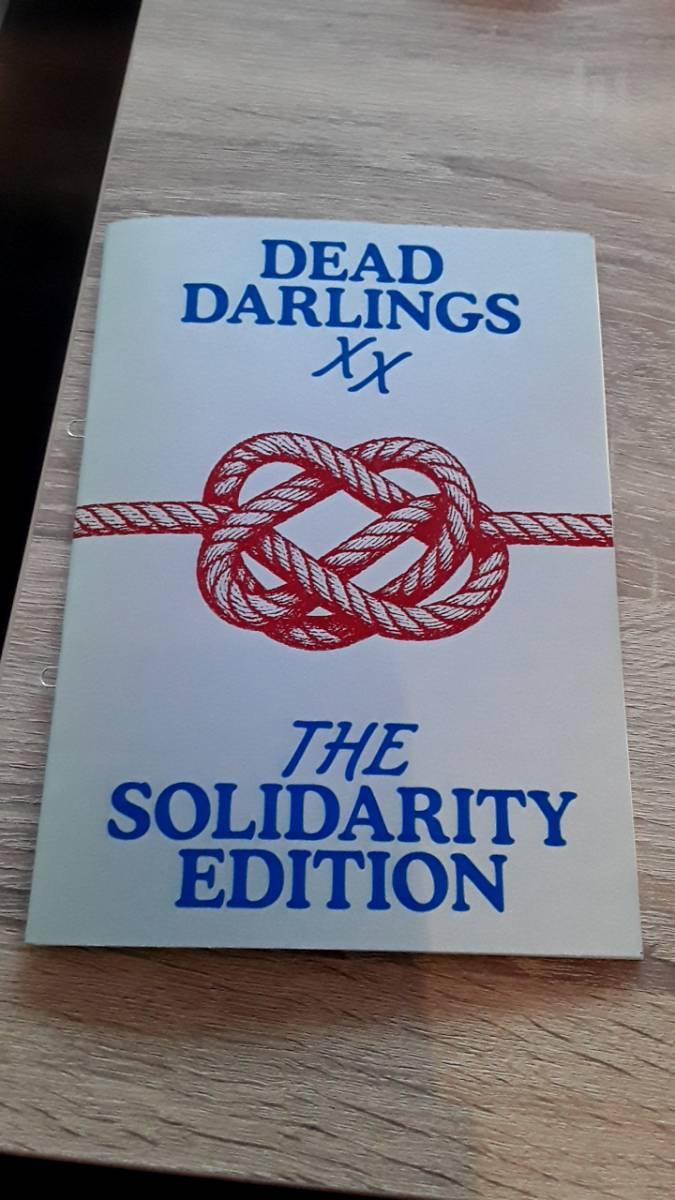 DEAD
DARLINGS
XX
THE
SOLIDARITY
EDITION